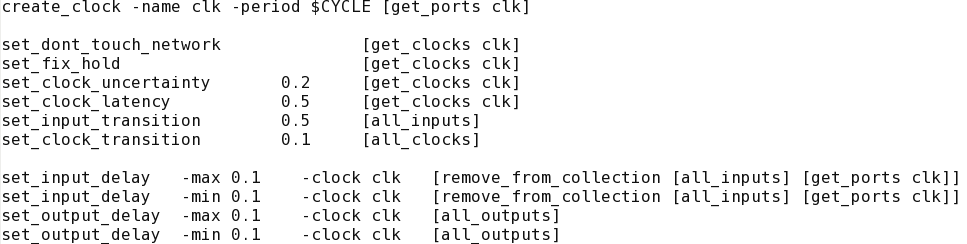 create_clock -name clk -period $CYCLE [get_ports clk]
set_dont_touch_network [get_clocks clk]
set_fix_hold [get_clocks clk]
set_clock_uncertainty 0.2 [get_clocks clk]
set_clock_latency 0.5 [get_clocks clk]
set_input_transition 0.5 [all_inputs]
set_clock_transition 0.1 [all_clocks]
set_input_delay -max 0.1 -clock clk [remove_from_collection [all_inputs] [get_ports clk]]
set_input_delay -min 0.1 -clock clk [remove_from_collection [all_inputs] [get_ports clk]]
set_output_delay -max 0.1 -clock clk [all_outputs]
set_output_delay -min 0.1 -clock clk [all_outputs]